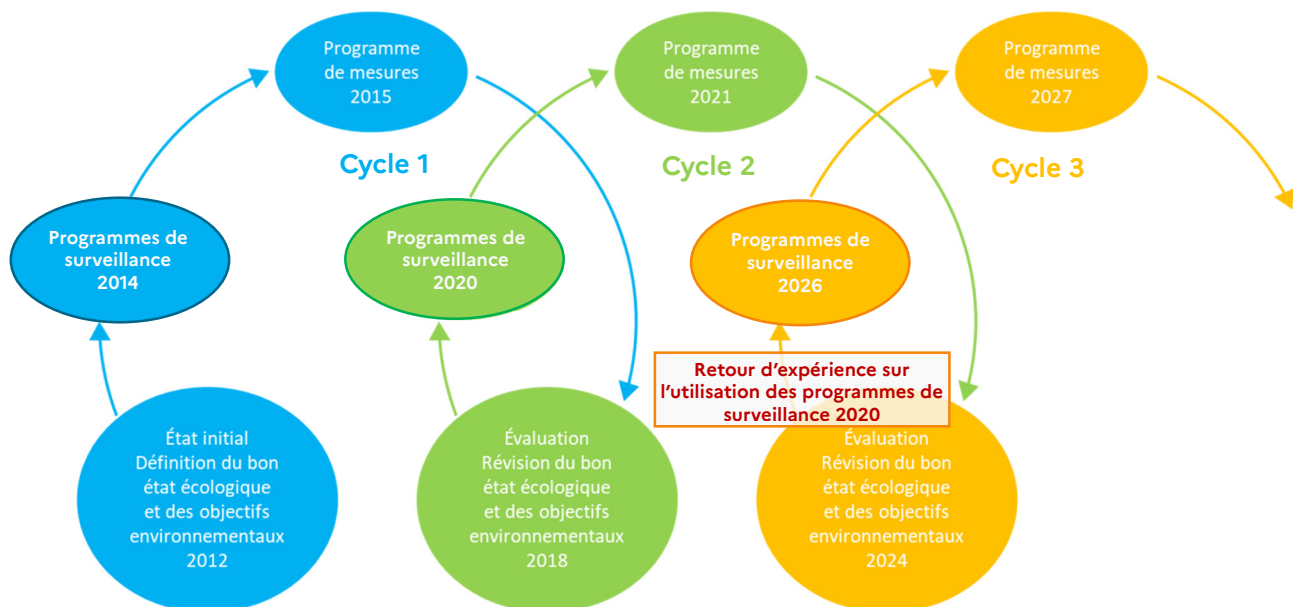 Programme
de mesures
2015
Programme
de mesures
2021
Programme
de mesures
2027
Cycle 1
Cycle 2
Cycle 3
Programmes de
surveillance
2014
Programmes de
surveillance
2020
Programmes de
surveillance
2026
Retour d’expérience sur
l’utilisation des programmes de
surveillance 2020
État initial
Définition du bon
état écologique
et des objectifs
environnementaux
2012
Évaluation
Révision du bon
état écologique
et des objectifs
environnementaux
2018
Évaluation
Révision du bon
état écologique
et des objectifs
environnementaux
2024